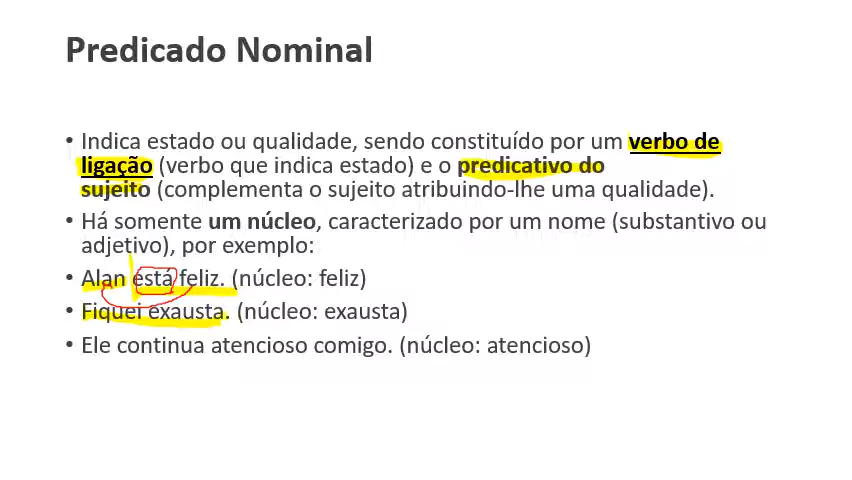 Predicado Nominal
• Indica estado ou qualidade, sendo constituído por um verbo de
ligação (verbo que indica estado) e o predicativo do
sujeito (complementa o sujeito atribuindo-lhe uma qualidade).
• Há somente um núcleo, caracterizado por um nome (substantivo ou
adjetivo), por exemplo:
• Alan está feliz. (núcleo: feliz)
• Fiquei exausta. (núcleo: exausta)
• Ele continua atencioso comigo. (núcleo: atencioso)